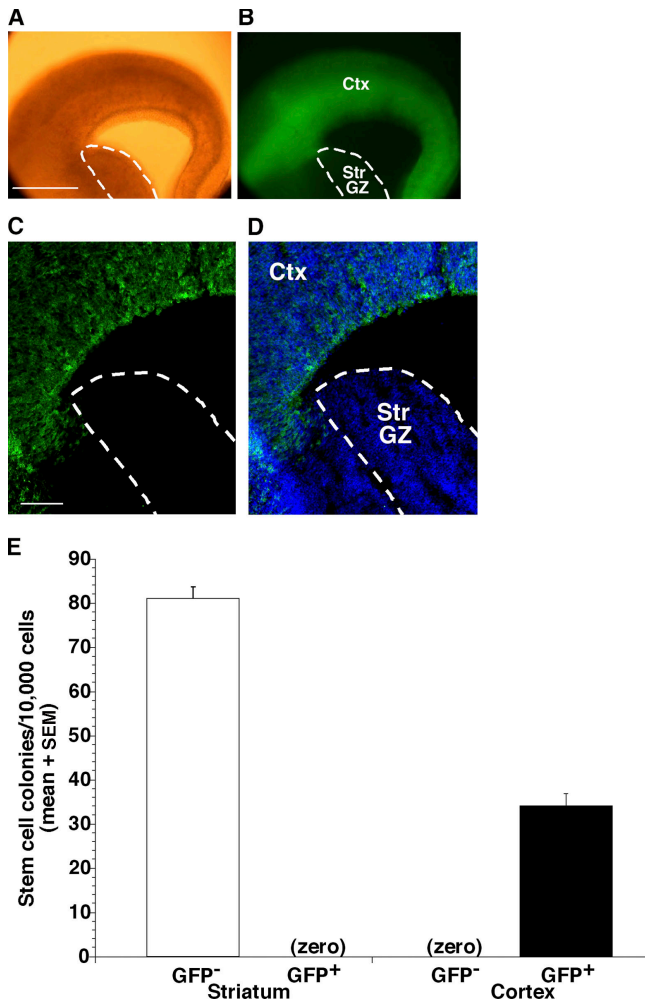 A
B
Ctx
Str
GZ
C
D
Ctx
Str
GZ
E
Stem cell colonies/10,000 cells
(mean + SEM)
90
80
70
60
50
40
30
20
10
0
(zero)
(zero)
GFP-
GFP+
GFP-
GFP+
Striatum
Cortex